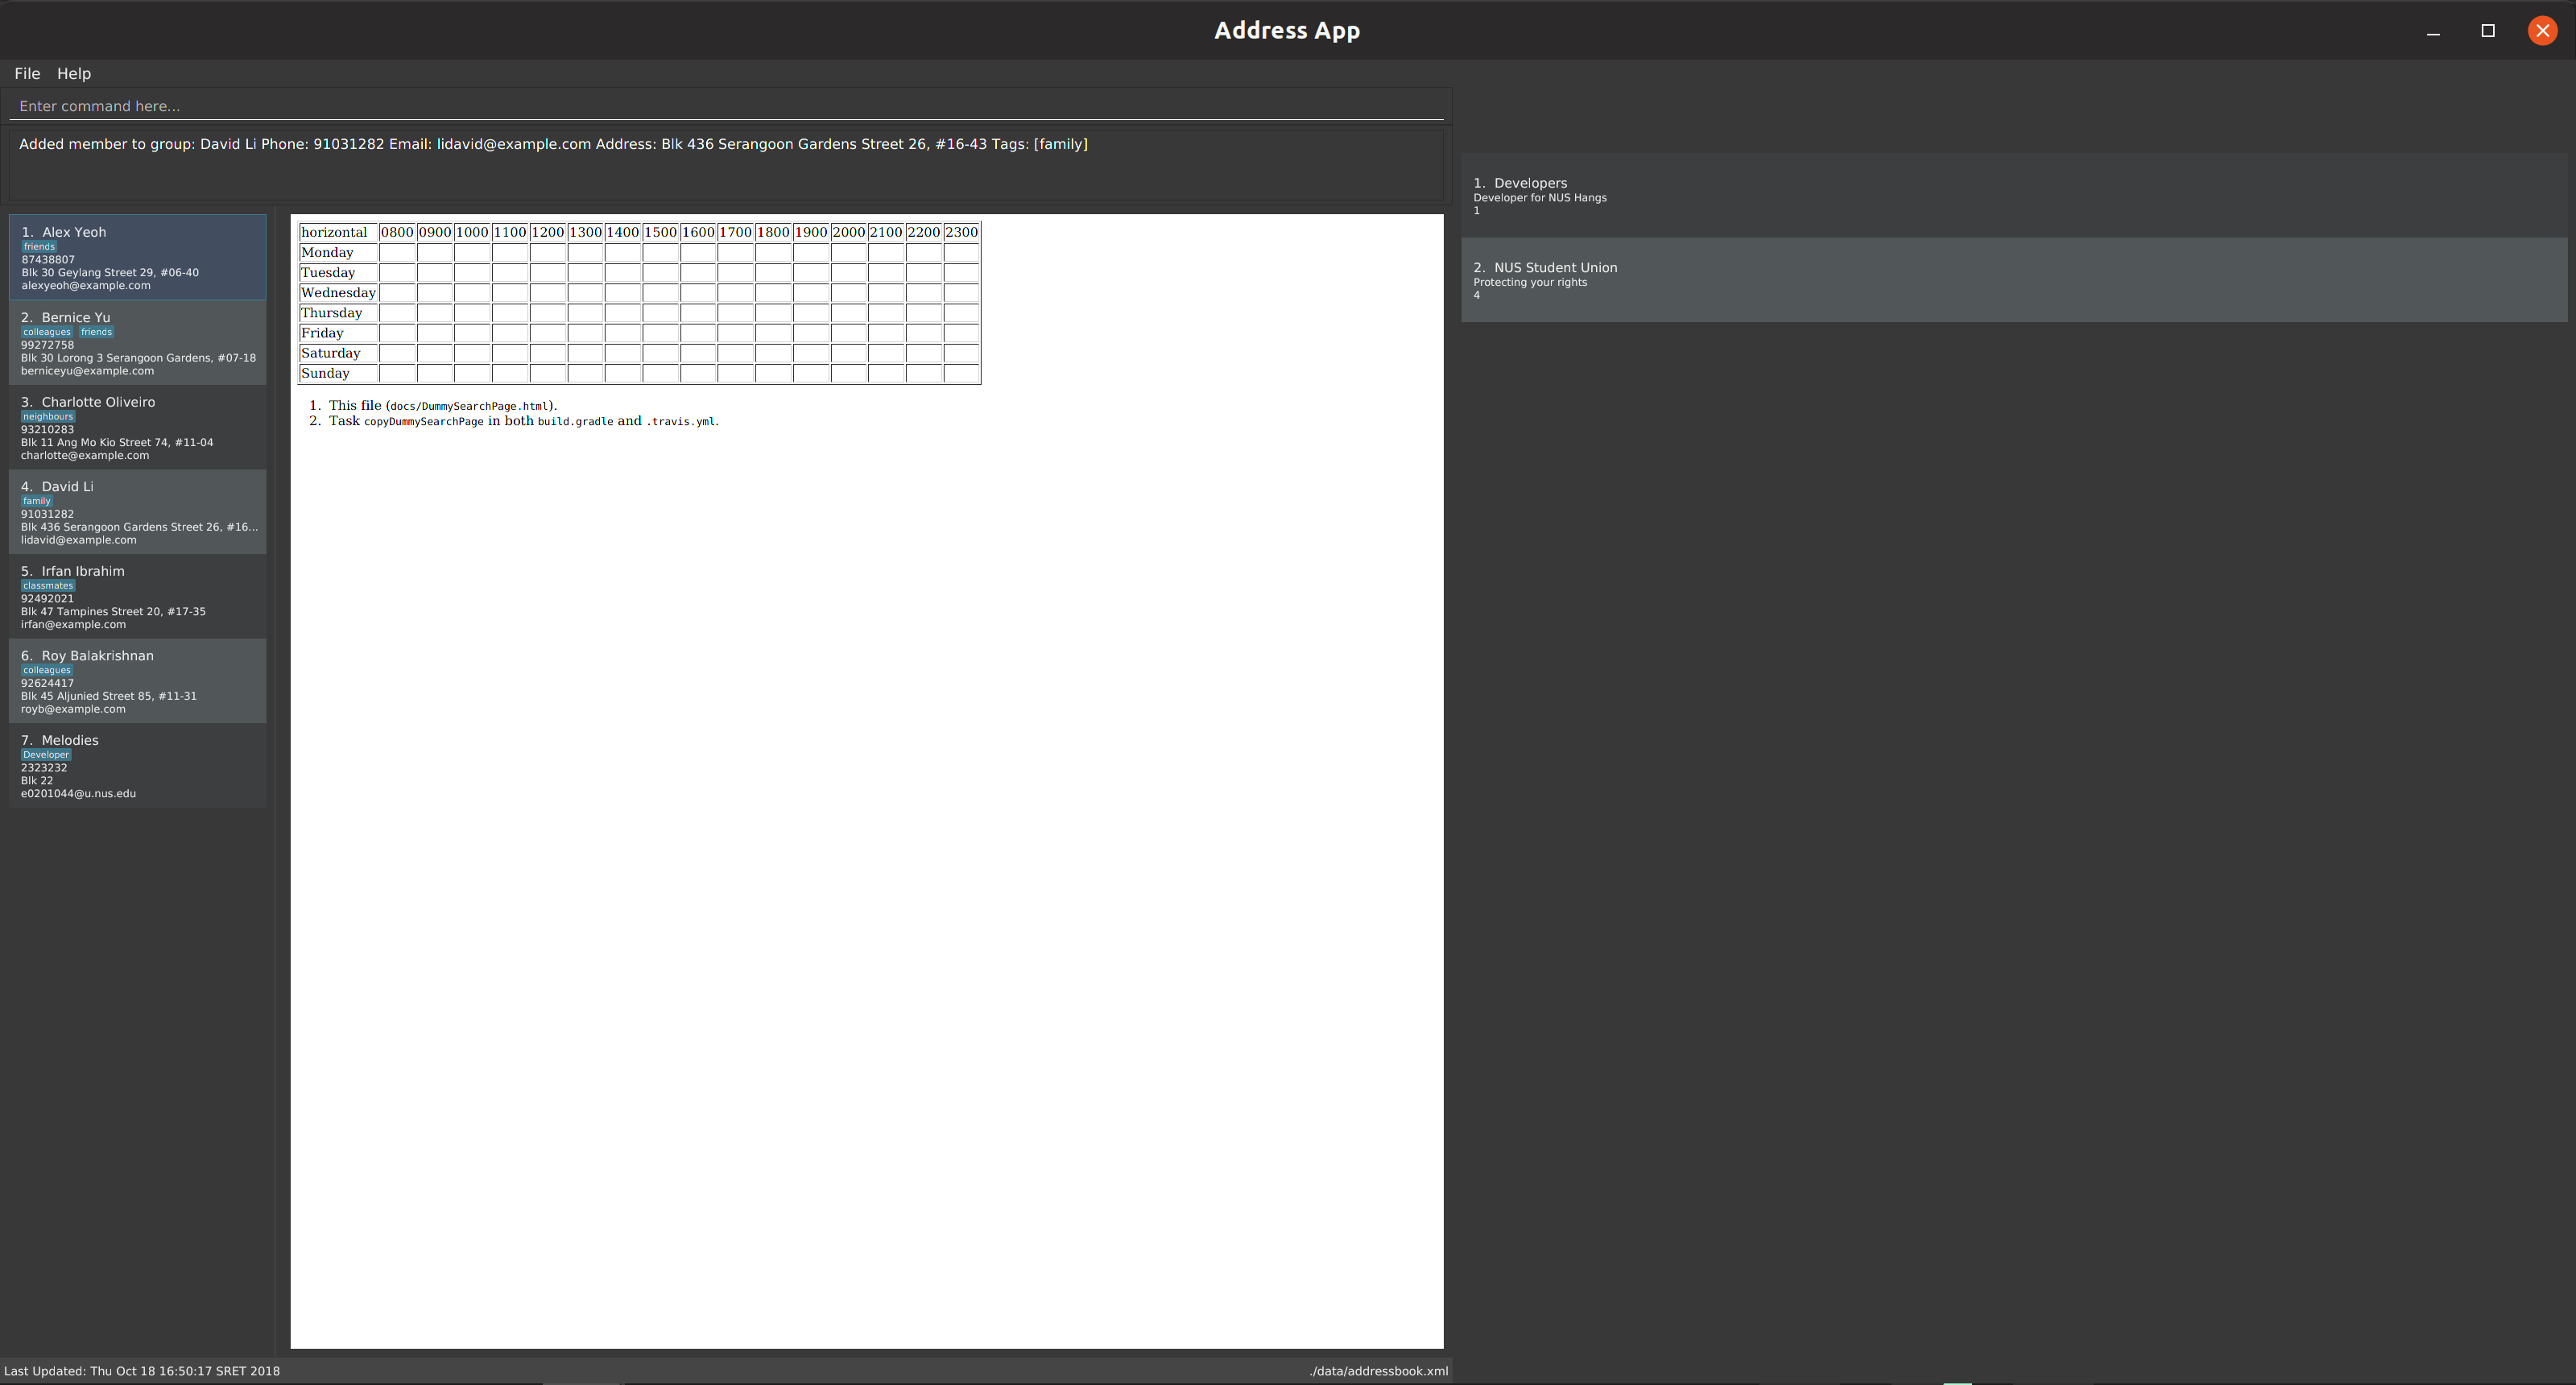 Address App
File Help
Enter command here...
Added member to group: David Li Phone: 91031282 Email: lidavid@example.com Address: Blk 436 Serangoon Gardens Street 26, #16-43 Tags: [family]
1. Alex Yeoh
friends
87438807
Blk 30 Geylang Street 29, #06-40
alexyeoh@example.com
2. Bernice Yu
colleagues friends
99272758
Blk 30 Lorong 3 Serangoon Gardens, #07-18
berniceyu@example.com
3. Charlotte Oliveiro
neighbours
93210283
Blk 11 Ang Mo Kio Street 74, #11-04
charlotte@example.com
4. David Li
family
91031282
Blk 436 Serangoon Gardens Street 26, #16...
lidavid@example.com
5. Irfan Ibrahim
classmates
92492021
Blk 47 Tampines Street 20, #17-35
irfan@example.com
6. Roy Balakrishnan
colleagues
92624417
Blk 45 Aljunied Street 85, #11-31
royb@example.com
7. Melodies
Developer
2323232
Blk 22
e0201044@u.nus.edu
horizontal 0800 0900 1000 1100 1200 1300 1400 1500 1600 1700 1800 1900 2000 2100 2200 2300
Monday
Tuesday
Wednesday
Thursday
Friday
Saturday
Sunday
1. This file (docs/DummySearchPage.html).
2. Task copyDummySearchPage in both build.gradle and .travis.yml.
1. Developers
Developer for NUS Hangs
1
2. NUS Student Union
Protecting your rights
4
Last Updated: Thu Oct 18 16:50:17 SRET 2018
./data/addressbook.xml